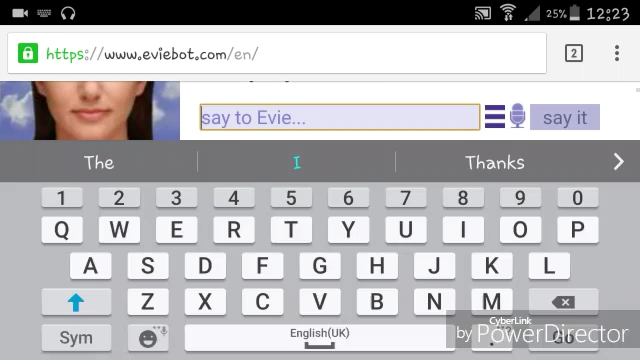 25% 12:23
https://www.eviebot.com/en/ 2
say to Evie... say it
The I Thanks
1 2 3 4 5 6 7 8 9 0
Q W E R T Y U I O P
A S D F G H J K L
Z X C V B N M
Sym English(UK) Go
CyberLink
by PowerDirector